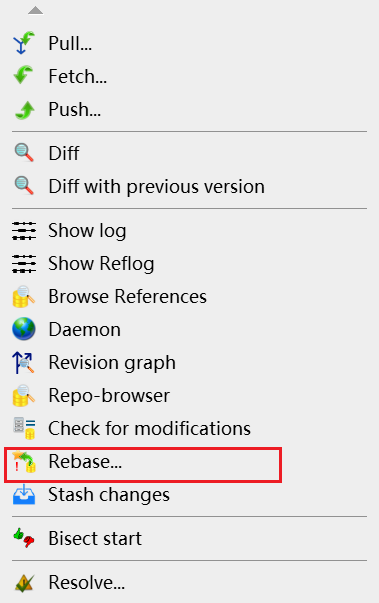 Pull...
Fetch...
Push...
Diff
Diff with previous version
Show log
Show Reflog
Browse References
Daemon
Revision graph
Repo-browser
Check for modifications
Rebase...
Stash changes
Bisect start
Resolve...